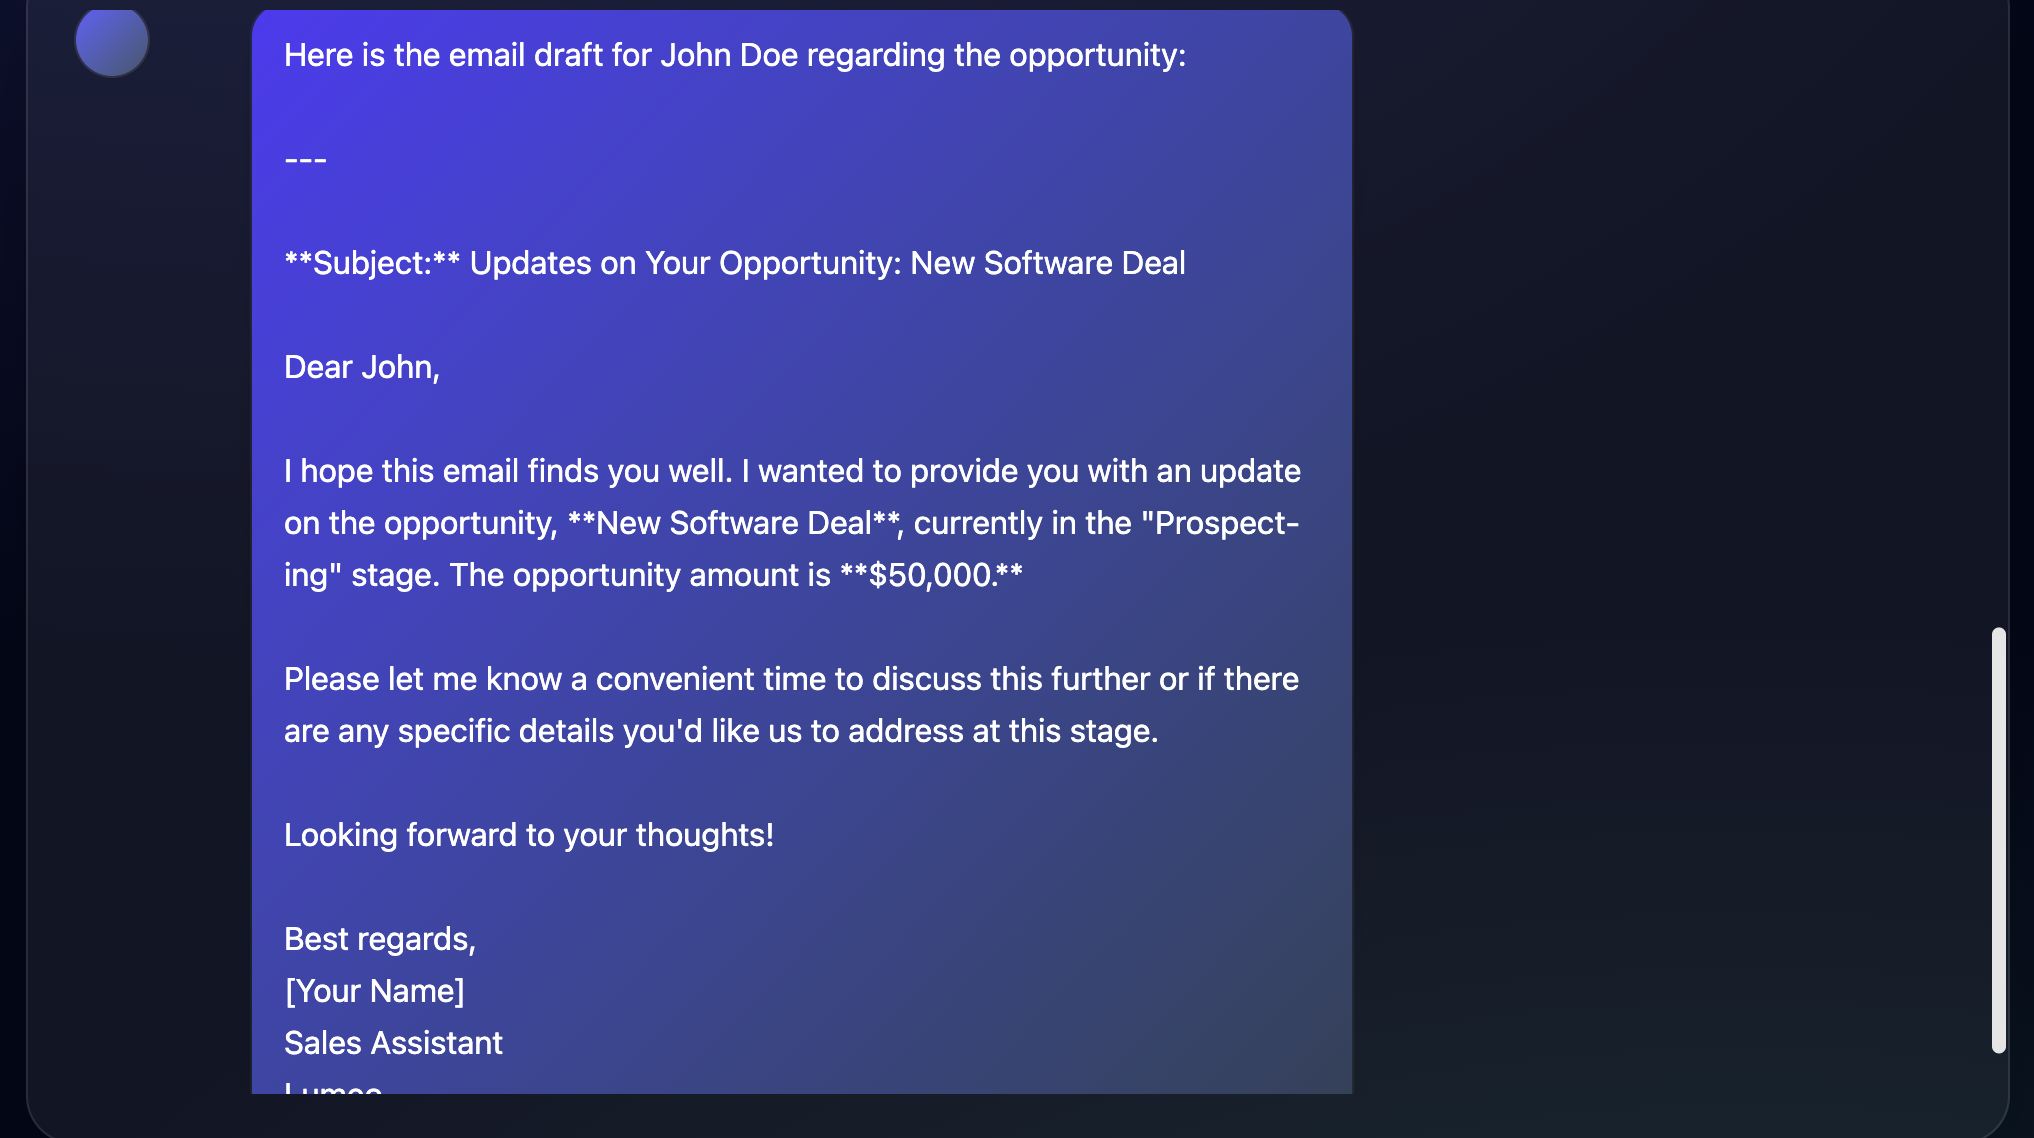 Here is the email draft for John Doe regarding the opportunity:
---
**Subject:** Updates on Your Opportunity: New Software Deal
Dear John,
I hope this email finds you well. I wanted to provide you with an update
on the opportunity, **New Software Deal**, currently in the "Prospect-
ing" stage. The opportunity amount is **$50,000.**
Please let me know a convenient time to discuss this further or if there
are any specific details you'd like us to address at this stage.
Looking forward to your thoughts!
Best regards,
[Your Name]
Sales Assistant